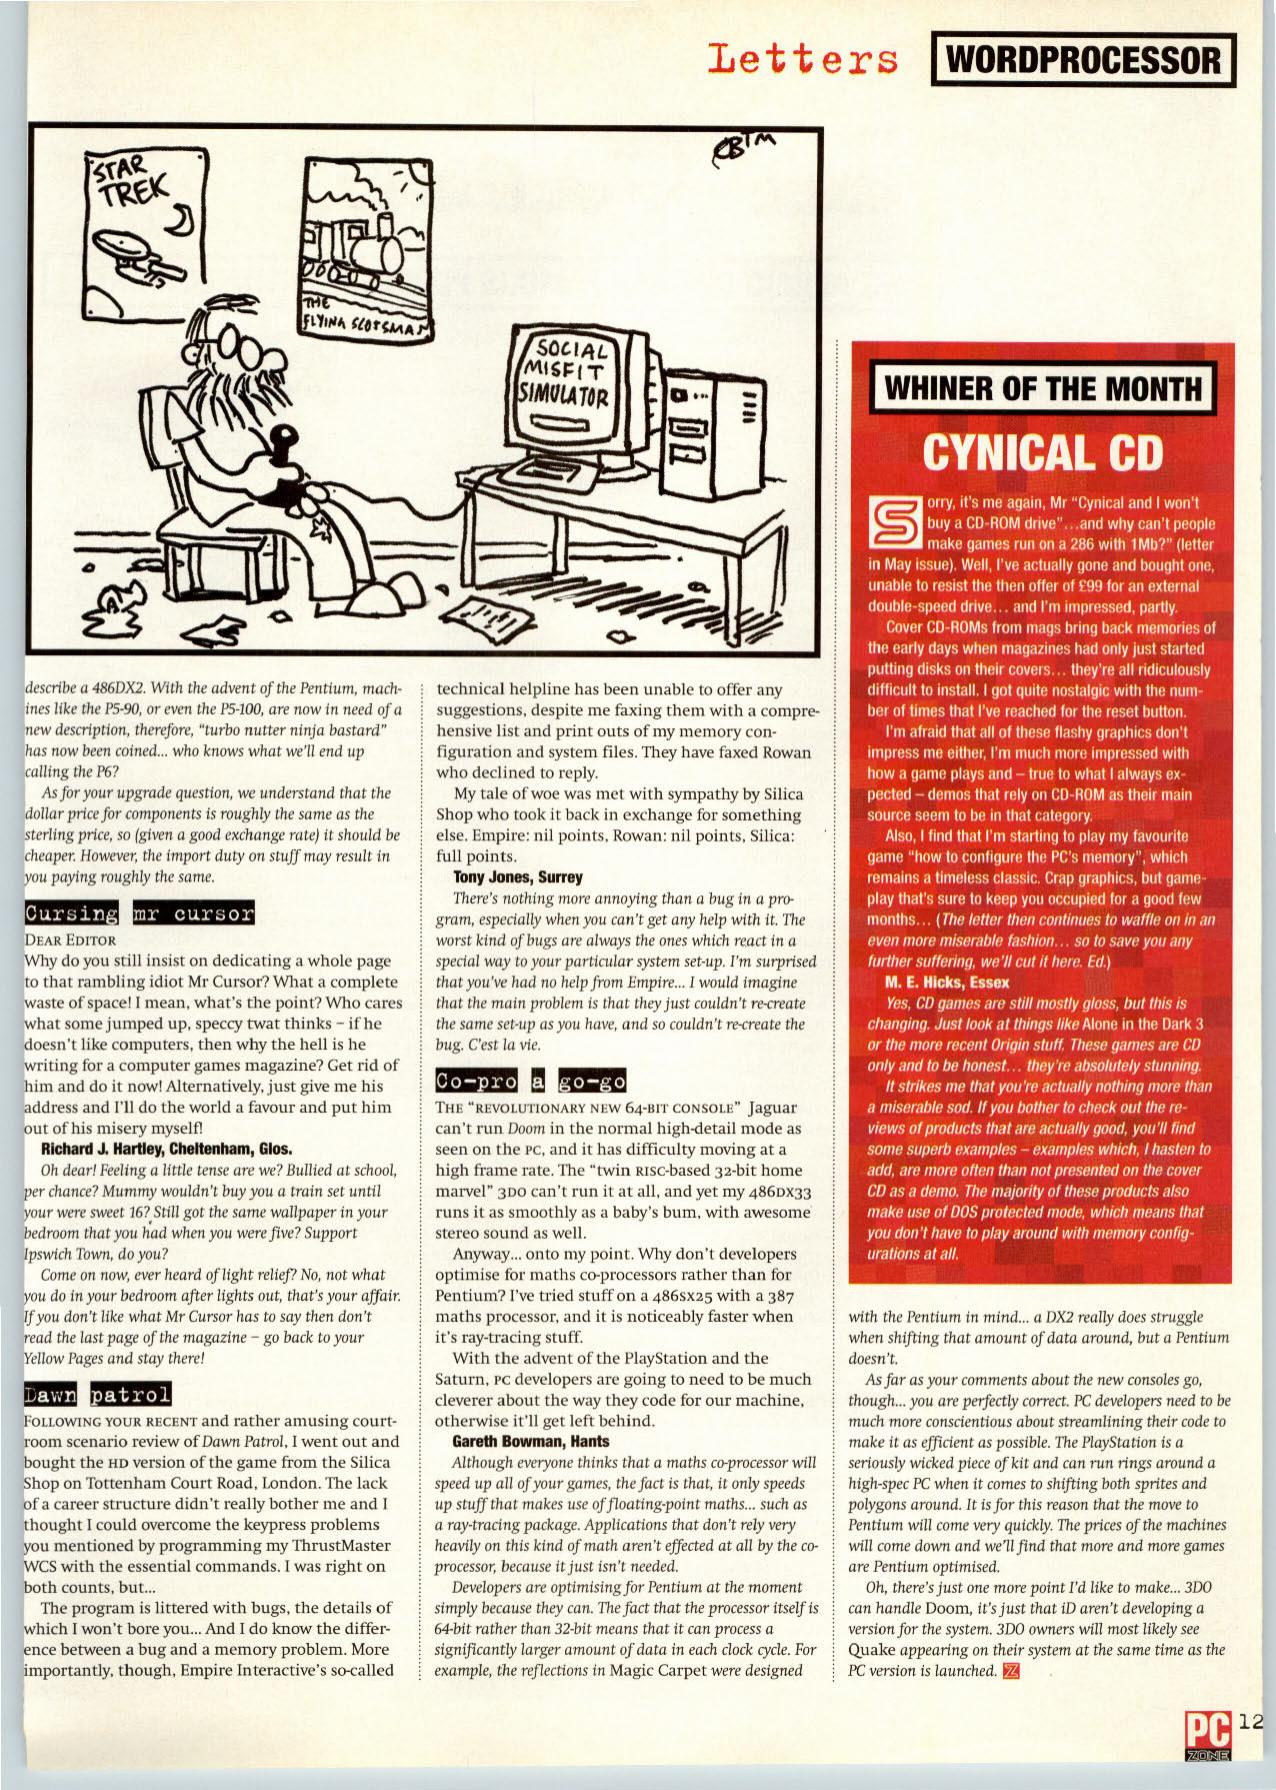 Letters WORDPROCESSOR
STAR
TREK
THE
FLYING SCOTSMAN
SOCIAL
MISFIT
SIMULATOR
describe a 486DX2. With the advent of the Pentium, mach-
ines like the P5-90, or even the P5-100, are now in need of a
new description, therefore, "turbo nutter ninja bastard"
has now been coined... who knows what we'll end up
calling the P6?
As for your upgrade question, we understand that the
dollar price for components is roughly the same as the
sterling price, so (given a good exchange rate) it should be
cheaper. However, the import duty on stuff may result in
you paying roughly the same.
Cursing mr cursor
DEAR EDITOR
Why do you still insist on dedicating a whole page
to that rambling idiot Mr Cursor? What a complete
waste of space! I mean, what's the point? Who cares
what some jumped up, speccy twat thinks – if he
doesn't like computers, then why the hell is he
writing for a computer games magazine? Get rid of
him and do it now! Alternatively, just give me his
address and I'll do the world a favour and put him
out of his misery myself!
Richard J. Hartley, Cheltenham, Glos.
Oh dear! Feeling a little tense are we? Bullied at school,
per chance? Mummy wouldn't buy you a train set until
your were sweet 16? Still got the same wallpaper in your
bedroom that you had when you were five? Support
Ipswich Town, do you?
Come on now, ever heard of light relief? No, not what
you do in your bedroom after lights out, that's your affair.
If you don't like what Mr Cursor has to say then don't
read the last page of the magazine – go back to your
Yellow Pages and stay there!
Dawn patrol
FOLLOWING YOUR RECENT and rather amusing court-
room scenario review of Dawn Patrol, I went out and
bought the HD version of the game from the Silica
Shop on Tottenham Court Road, London. The lack
of a career structure didn't really bother me and I
thought I could overcome the keypress problems
you mentioned by programming my ThrustMaster
WCS with the essential commands. I was right on
both counts, but...
The program is littered with bugs, the details of
which I won't bore you... And I do know the differ-
ence between a bug and a memory problem. More
importantly, though, Empire Interactive's so-called
technical helpline has been unable to offer any
suggestions, despite me faxing them with a compre-
hensive list and print outs of my memory con-
figuration and system files. They have faxed Rowan
who declined to reply.
My tale of woe was met with sympathy by Silica
Shop who took it back in exchange for something
else. Empire: nil points, Rowan: nil points, Silica:
full points.
Tony Jones, Surrey
There's nothing more annoying than a bug in a pro-
gram, especially when you can't get any help with it. The
worst kind of bugs are always the ones which react in a
special way to your particular system set-up. I'm surprised
that you've had no help from Empire... I would imagine
that the main problem is that they just couldn't re-create
the same set-up as you have, and so couldn't re-create the
bug. C'est la vie.
Co-pro a go-go
THE "REVOLUTIONARY NEW 64-BIT CONSOLE" Jaguar
can't run Doom in the normal high-detail mode as
seen on the PC, and it has difficulty moving at a
high frame rate. The "twin RISC-based 32-bit home
marvel" 3DO can't run it at all, and yet my 486DX33
runs it as smoothly as a baby's bum, with awesome
stereo sound as well.
Anyway... onto my point. Why don't developers
optimise for maths co-processors rather than for
Pentium? I've tried stuff on a 486SX25 with a 387
maths processor, and it is noticeably faster when
it's ray-tracing stuff.
With the advent of the PlayStation and the
Saturn, PC developers are going to need to be much
cleverer about the way they code for our machine,
otherwise it'll get left behind.
Gareth Bowman, Hants
Although everyone thinks that a maths co-processor will
speed up all of your games, the fact is that, it only speeds
up stuff that makes use of floating-point maths... such as
a ray-tracing package. Applications that don't rely very
heavily on this kind of math aren't effected at all by the co-
processor, because it just isn't needed.
Developers are optimising for Pentium at the moment
simply because they can. The fact that the processor itself is
64-bit rather than 32-bit means that it can process a
significantly larger amount of data in each clock cycle. For
example, the reflections in Magic Carpet were designed
WHINER OF THE MONTH
CYNICAL CD
Sorry, it's me again, Mr "Cynical and I won't
buy a CD-ROM drive"...and why can't people
make games run on a 286 with 1Mb?" (letter
in May issue). Well, I've actually gone and bought one,
unable to resist the then offer of £99 for an external
double-speed drive... and I'm impressed, partly.
Cover CD-ROMs from mags bring back memories of
the early days when magazines had only just started
putting disks on their covers... they're all ridiculously
difficult to install. I got quite nostalgic with the num-
ber of times that I've reached for the reset button.
I'm afraid that all of these flashy graphics don't
impress me either, I'm much more impressed with
how a game plays and – true to what I always ex-
pected – demos that rely on CD-ROM as their main
source seem to be in that category.
Also, I find that I'm starting to play my favourite
game "how to configure the PC's memory", which
remains a timeless classic. Crap graphics, but game-
play that's sure to keep you occupied for a good few
months... (The letter then continues to waffle on in an
even more miserable fashion... so to save you any
further suffering, we'll cut it here. Ed.)
M. E. Hicks, Essex
Yes, CD games are still mostly gloss, but this is
changing. Just look at things like Alone in the Dark 3
or the more recent Origin stuff. These games are CD
only and to be honest... they're absolutely stunning.
It strikes me that you're actually nothing more than
a miserable sod. If you bother to check out the re-
views of products that are actually good, you'll find
some superb examples – examples which, I hasten to
add, are more often than not presented on the cover
CD as a demo. The majority of these products also
make use of DOS protected mode, which means that
you don't have to play around with memory config-
urations at all.
with the Pentium in mind... a DX2 really does struggle
when shifting that amount of data around, but a Pentium
doesn't.
As far as your comments about the new consoles go,
though... you are perfectly correct. PC developers need to be
much more conscientious about streamlining their code to
make it as efficient as possible. The PlayStation is a
seriously wicked piece of kit and can run rings around a
high-spec PC when it comes to shifting both sprites and
polygons around. It is for this reason that the move to
Pentium will come very quickly. The prices of the machines
will come down and we'll find that more and more games
are Pentium optimised.
Oh, there's just one more point I'd like to make... 3DO
can handle Doom, it's just that iD aren't developing a
version for the system. 3DO owners will most likely see
Quake appearing on their system at the same time as the
PC version is launched. Z
PC ZONE 12